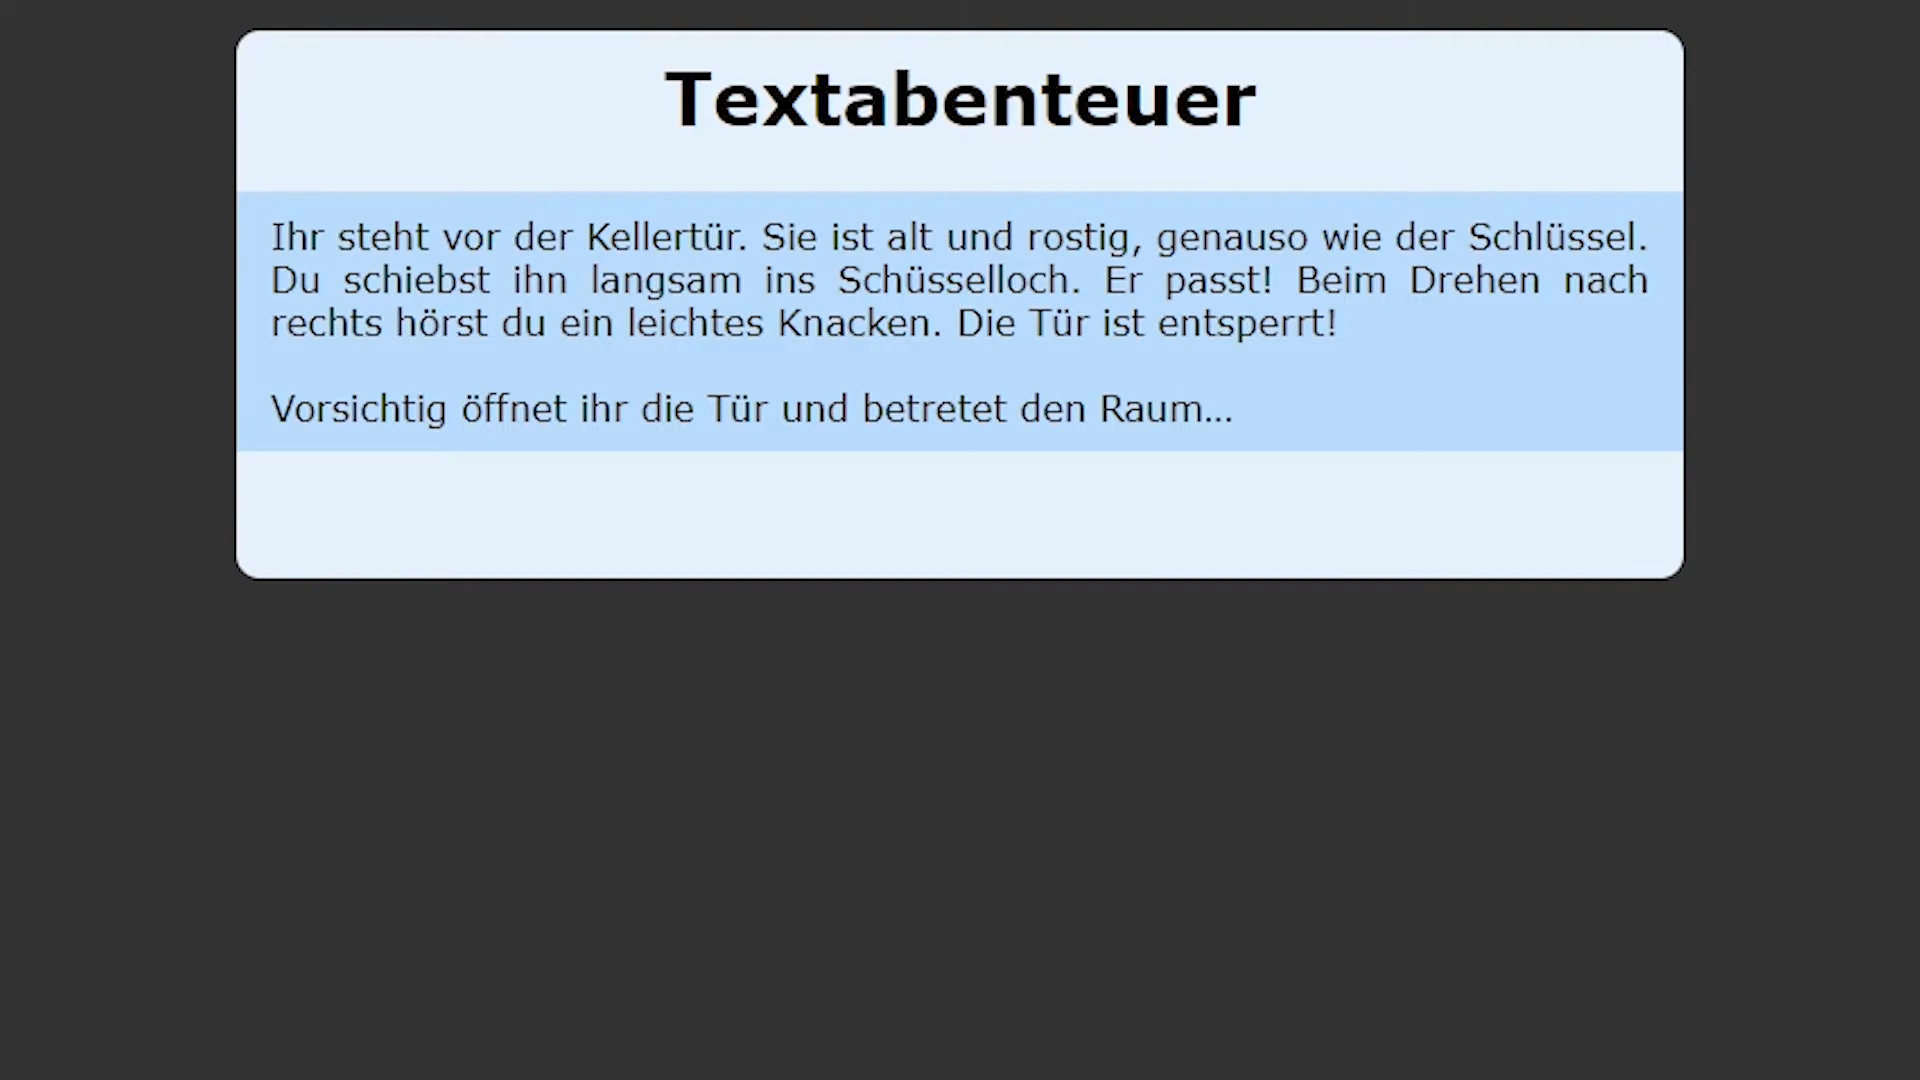 Textabenteuer
Ihr steht vor der Kellertür. Sie ist alt und rostig, genauso wie der Schlüssel.
Du schiebst ihn langsam ins Schüsselloch. Er passt! Beim Drehen nach
rechts hörst du ein leichtes Knacken. Die Tür ist entsperrt!
Vorsichtig öffnet ihr die Tür und betretet den Raum...